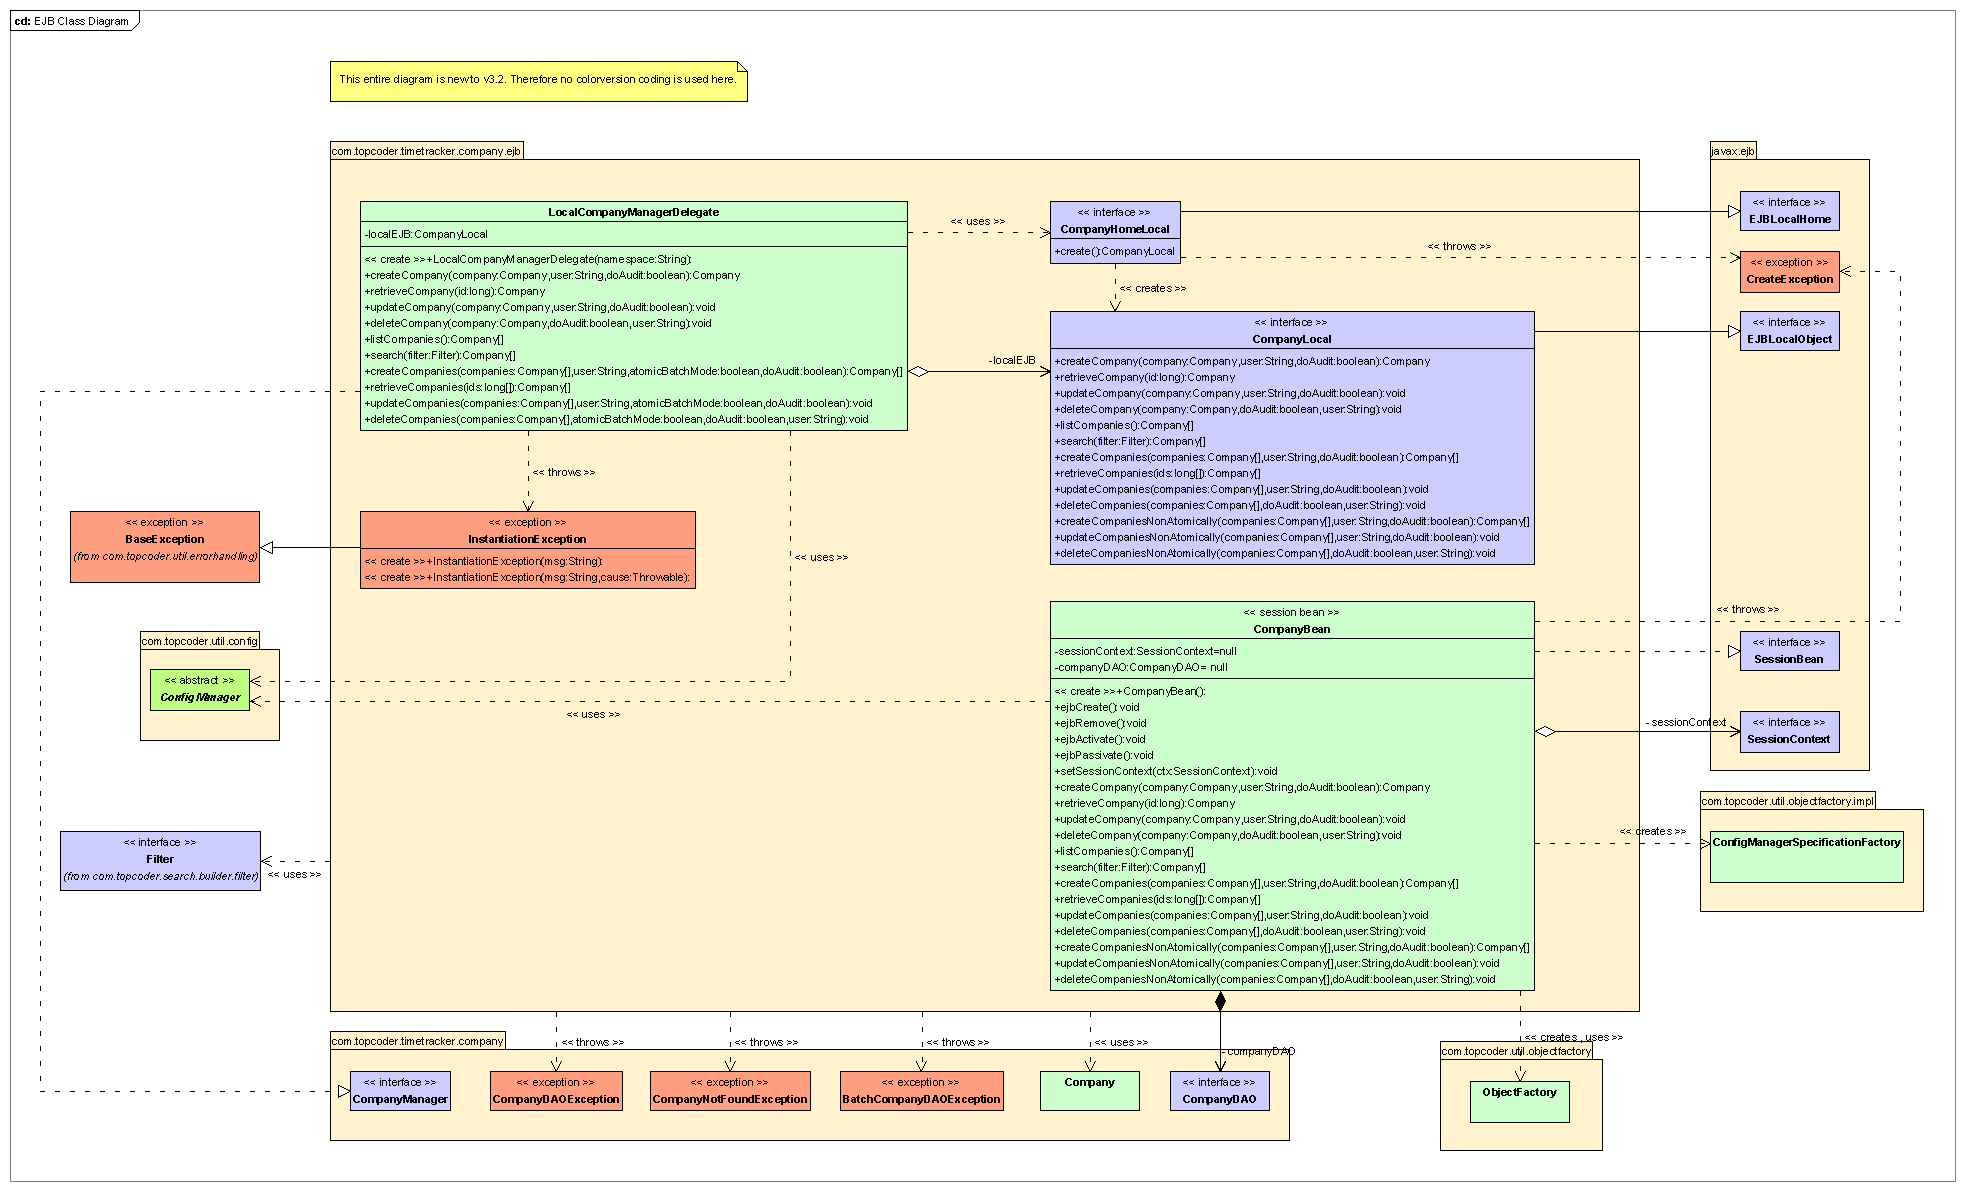 cd: EJB Class Diagram
This entire diagram is new to v3.2. Therefore no colorversion coding is used here.
com.topcoder.timetracker.company.ejb
LocalCompanyManagerDelegate
-localEJB:CompanyLocal
<< create >>+LocalCompanyManagerDelegate(namespace:String):
+createCompany(company:Company,user:String,doAudit:boolean):Company
+retrieveCompany(id:long):Company
+updateCompany(company:Company,user:String,doAudit:boolean):void
+deleteCompany(company:Company,doAudit:boolean,user:String):void
+listCompanies():Company[]
+search(filter:Filter):Company[]
+createCompanies(companies:Company[],user:String,atomicBatchMode:boolean,doAudit:boolean):Company[]
+retrieveCompanies(ids:long[]):Company[]
+updateCompanies(companies:Company[],user:String,atomicBatchMode:boolean,doAudit:boolean):void
+deleteCompanies(companies:Company[],atomicBatchMode:boolean,doAudit:boolean,user:String):void
<< uses >>
<< interface >>
CompanyHomeLocal
+create():CompanyLocal
<< creates >>
<< throws >>
-localEJB
<< interface >>
CompanyLocal
+createCompany(company:Company,user:String,doAudit:boolean):Company
+retrieveCompany(id:long):Company
+updateCompany(company:Company,user:String,doAudit:boolean):void
+deleteCompany(company:Company,doAudit:boolean,user:String):void
+listCompanies():Company[]
+search(filter:Filter):Company[]
+createCompanies(companies:Company[],user:String,doAudit:boolean):Company[]
+retrieveCompanies(ids:long[]):Company[]
+updateCompanies(companies:Company[],user:String,doAudit:boolean):void
+deleteCompanies(companies:Company[],doAudit:boolean,user:String):void
+createCompaniesNonAtomically(companies:Company[],user:String,doAudit:boolean):Company[]
+updateCompaniesNonAtomically(companies:Company[],user:String,doAudit:boolean):void
+deleteCompaniesNonAtomically(companies:Company[],doAudit:boolean,user:String):void
javax.ejb
<< interface >>
EJBLocalHome
<< exception >>
CreateException
<< interface >>
EJBLocalObject
<< throws >>
<< interface >>
SessionBean
<< interface >>
SessionContext
<< throws >>
<< exception >>
InstantiationException
<< create >>+InstantiationException(msg:String):
<< create >>+InstantiationException(msg:String,cause:Throwable):
<< exception >>
BaseException
(from com.topcoder.util.errorhandling)
<< uses >>
com.topcoder.util.config
<< abstract >>
ConfigManager
<< uses >>
<< session bean >>
CompanyBean
-sessionContext:SessionContext=null
-companyDAO:CompanyDAO= null
<< create >>+CompanyBean():
+ejbCreate():void
+ejbRemove():void
+ejbActivate():void
+ejbPassivate():void
+setSessionContext(ctx:SessionContext):void
+createCompany(company:Company,user:String,doAudit:boolean):Company
+retrieveCompany(id:long):Company
+updateCompany(company:Company,user:String,doAudit:boolean):void
+deleteCompany(company:Company,doAudit:boolean,user:String):void
+listCompanies():Company[]
+search(filter:Filter):Company[]
+createCompanies(companies:Company[],user:String,doAudit:boolean):Company[]
+retrieveCompanies(ids:long[]):Company[]
+updateCompanies(companies:Company[],user:String,doAudit:boolean):void
+deleteCompanies(companies:Company[],doAudit:boolean,user:String):void
+createCompaniesNonAtomically(companies:Company[],user:String,doAudit:boolean):Company[]
+updateCompaniesNonAtomically(companies:Company[],user:String,doAudit:boolean):void
+deleteCompaniesNonAtomically(companies:Company[],doAudit:boolean,user:String):void
- sessionContext
com.topcoder.util.objectfactory.impl
<< creates >>
ConfigManagerSpecificationFactory
<< interface >>
Filter
(from com.topcoder.search.builder.filter)
<< uses >>
com.topcoder.timetracker.company
<< throws >>
<< throws >>
<< throws >>
<< uses >>
- companyDAO
<< creates , uses >>
<< interface >>
CompanyManager
<< exception >>
CompanyDAOException
<< exception >>
CompanyNotFoundException
<< exception >>
BatchCompanyDAOException
Company
<< interface >>
CompanyDAO
com.topcoder.util.objectfactory
ObjectFactory